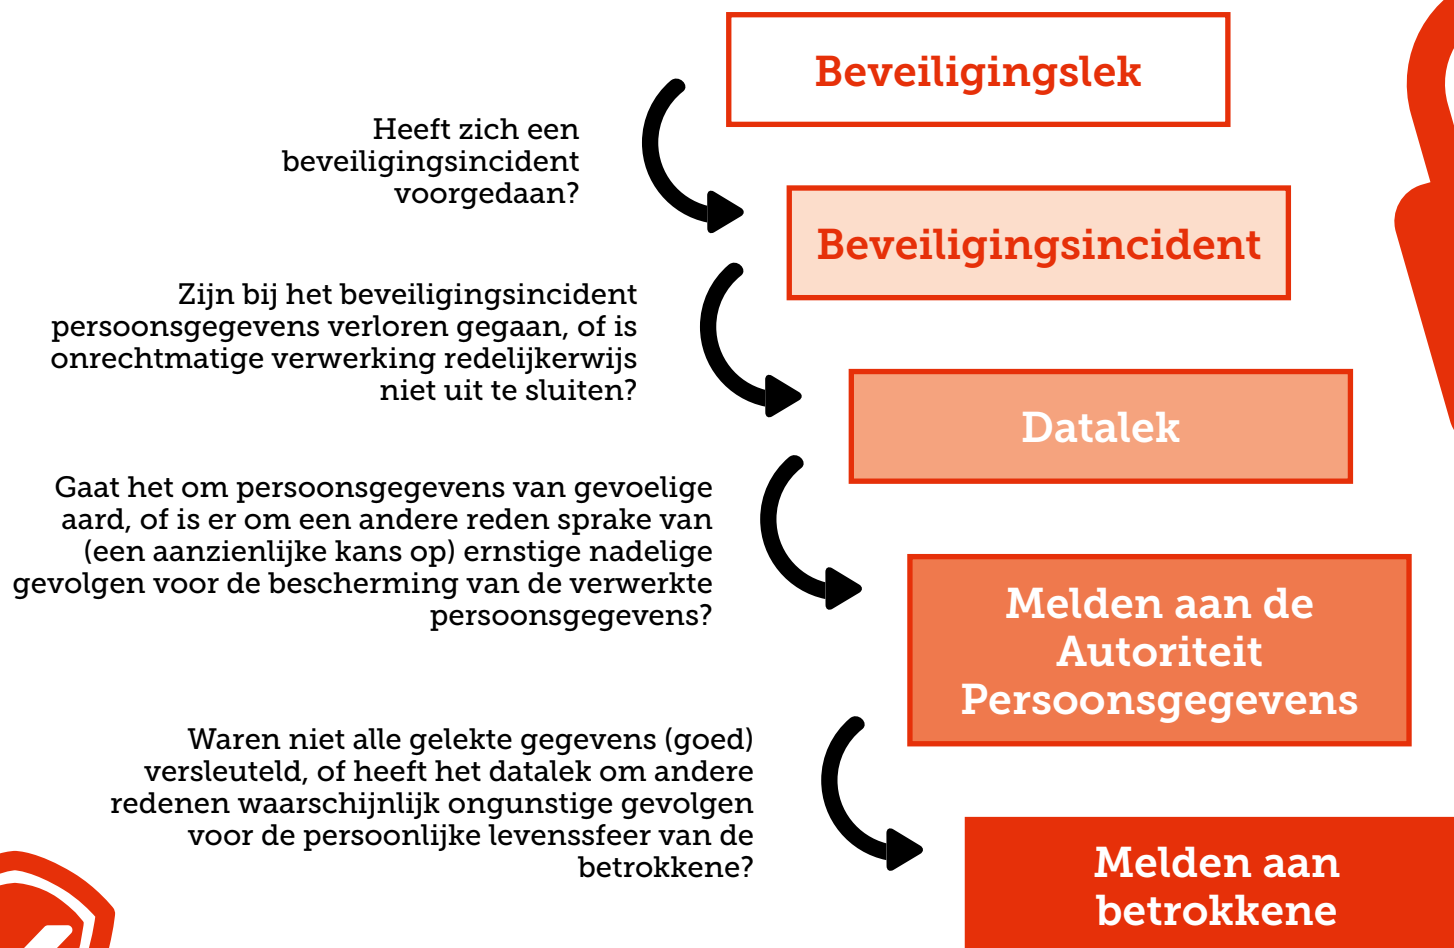 Beveiligingslek
Heeft zich een
beveiligingsincident
voorgedaan?
Beveiligingsincident
Zijn bij het beveiligingsincident
persoonsgegevens verloren gegaan, of is
onrechtmatige verwerking redelijkerwijs
niet uit te sluiten?
Datalek
Gaat het om persoonsgegevens van gevoelige
aard, of is er om een andere reden sprake van
(een aanzienlijke kans op) ernstige nadelige
gevolgen voor de bescherming van de verwerkte
persoonsgegevens?
Melden aan de
Autoriteit
Persoonsgegevens
Waren niet alle gelekte gegevens (goed)
versleuteld, of heeft het datalek om andere
redenen waarschijnlijk ongunstige gevolgen
voor de persoonlijke levenssfeer van de
betrokkene?
Melden aan
betrokkene